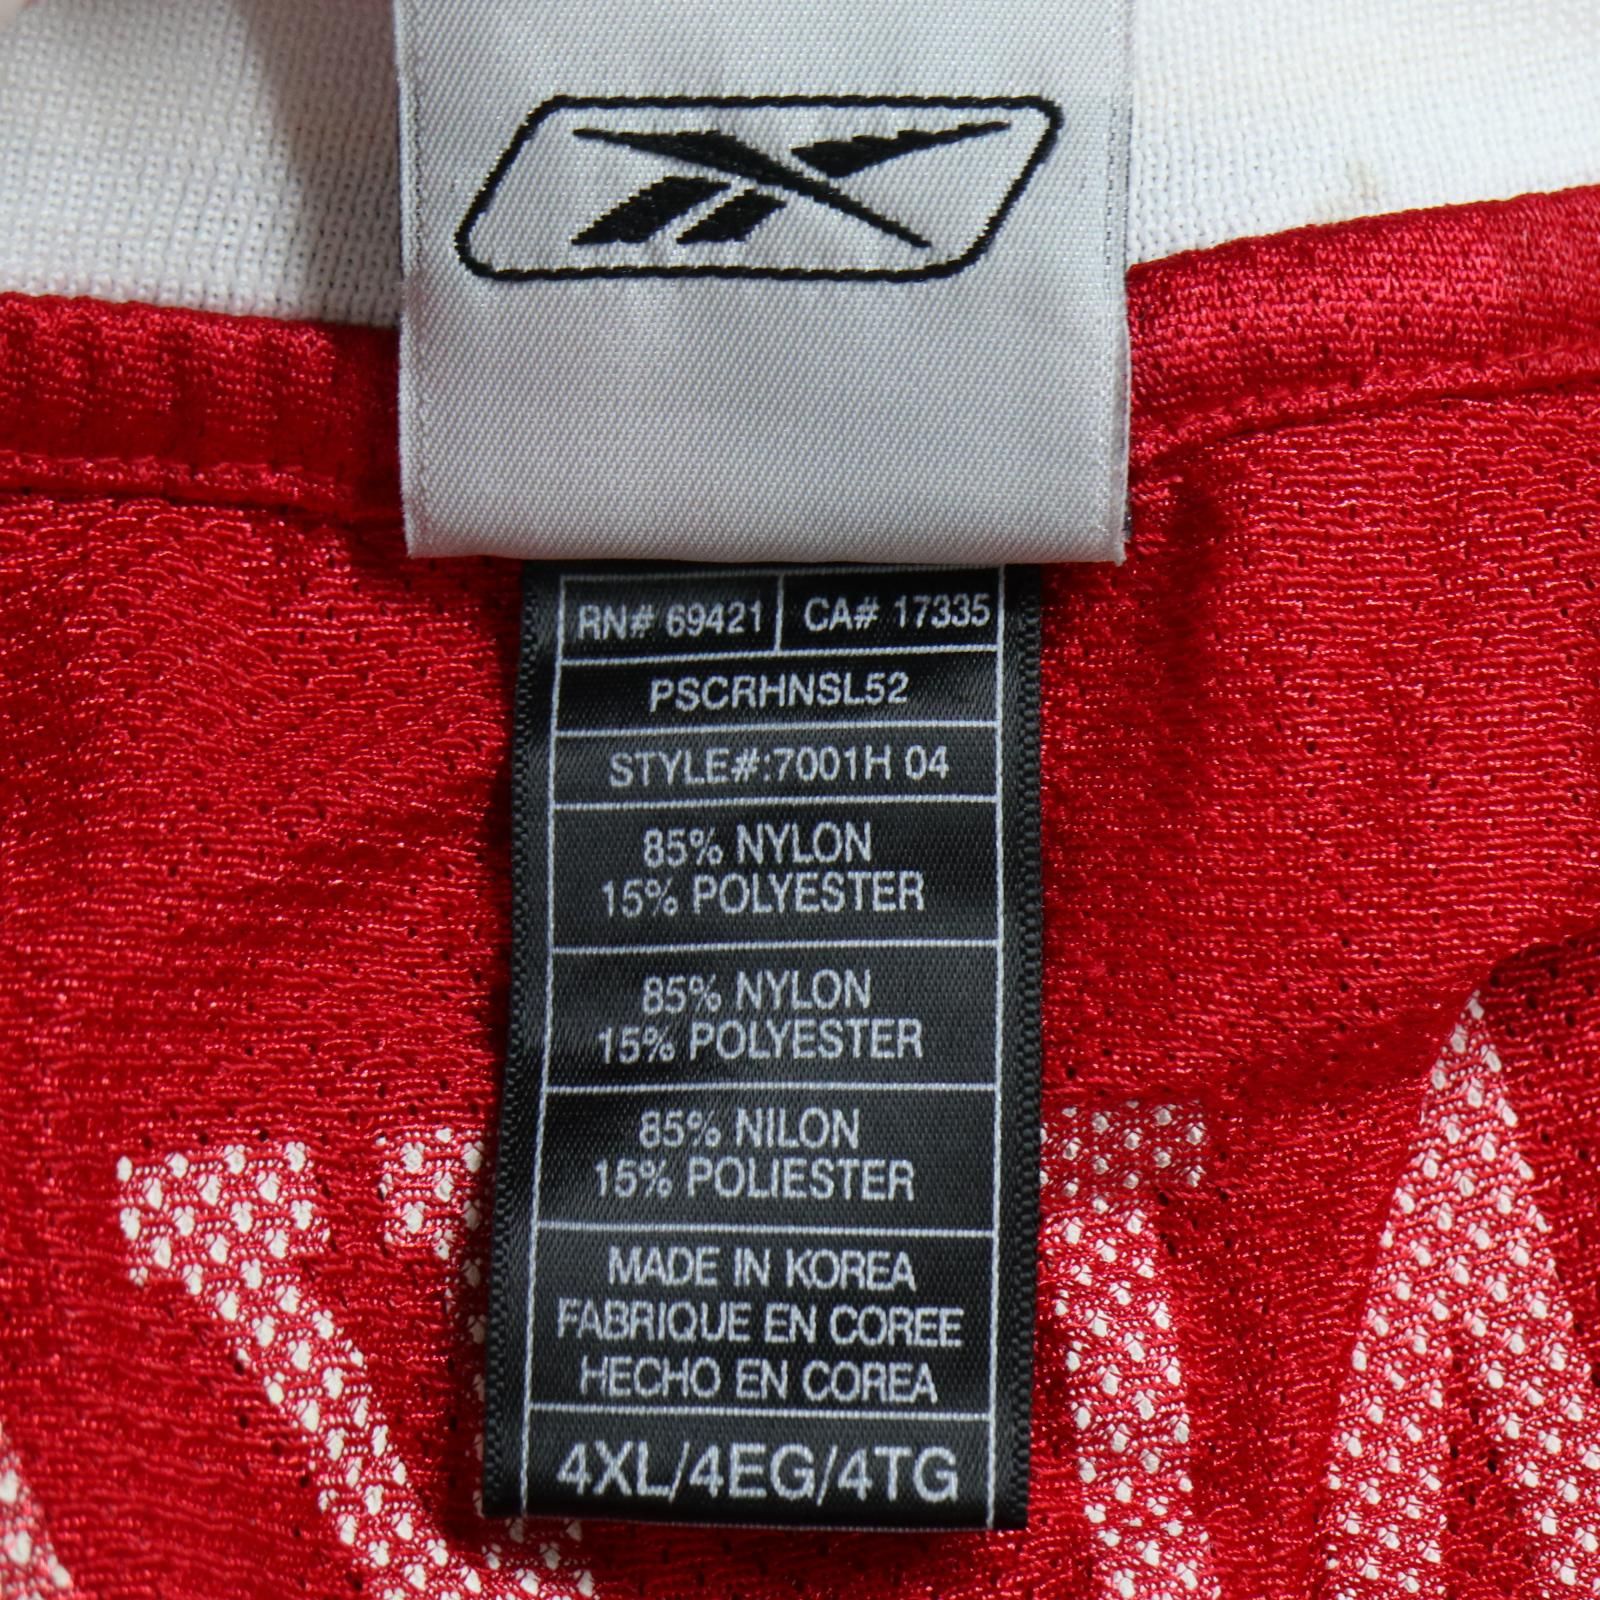 RN# 69421 CA# 17335
PSCRHNSL52
STYLE#:7001H 04
85% NYLON
15% POLYESTER
85% NYLON
15% POLYESTER
85% NILON
15% POLIESTER
MADE IN KOREA
FABRIQUE EN COREE
HECHO EN COREA
4XL/4EG/4TG